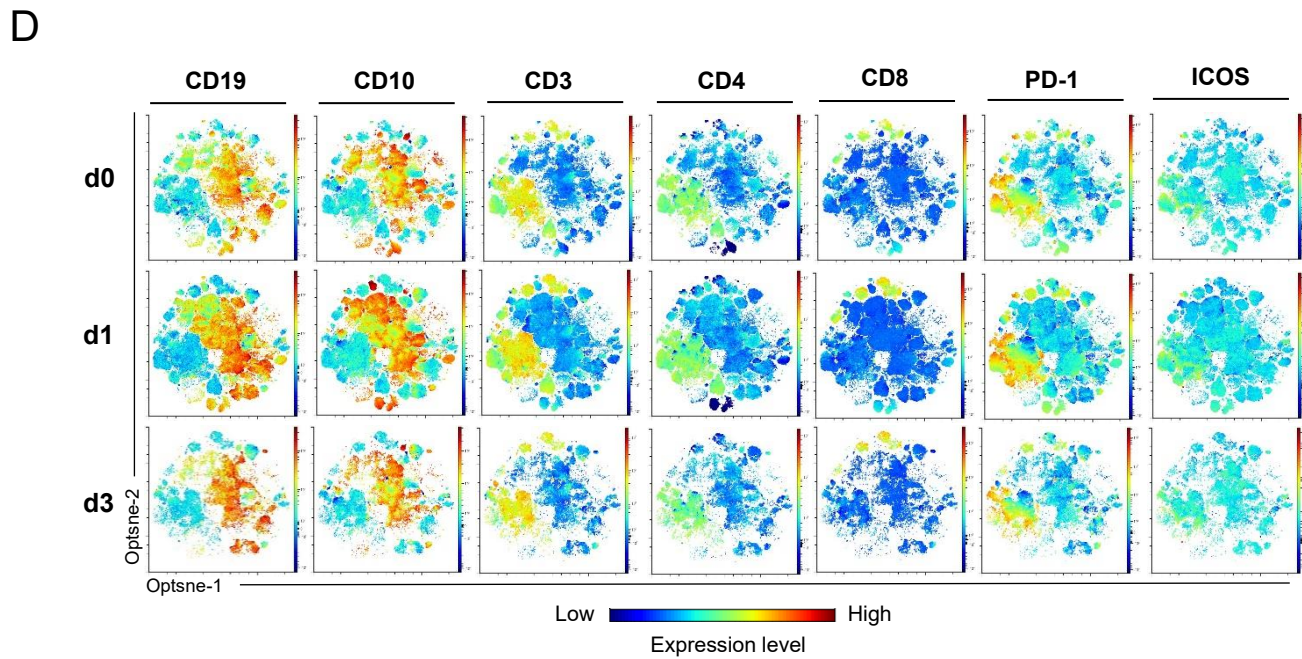 D
CD19 CD10 CD3 CD4 CD8 PD-1 ICOS
d0
d1
d3
Optsne-2
Optsne-1
Low High
Expression level